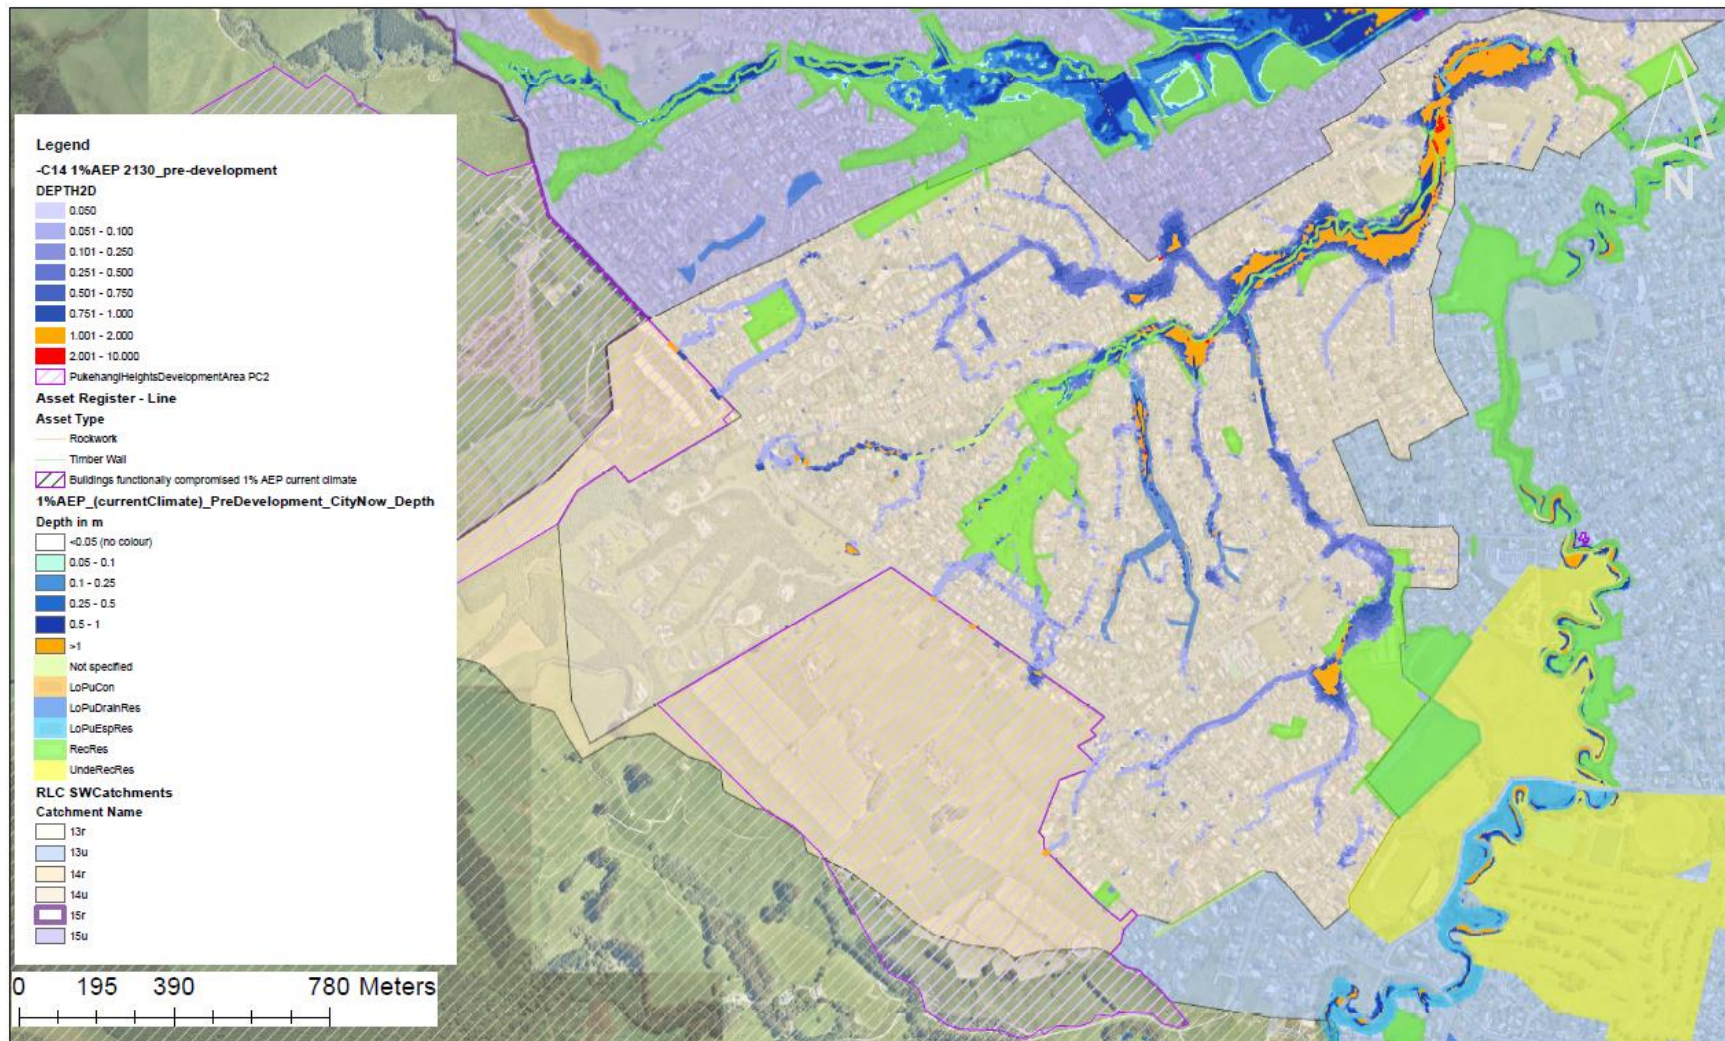 Legend
-C14 1%AEP 2130_pre-development
DEPTH2D
0.050
0.051 - 0.100
0.101 - 0.250
0.251 - 0.500
0.501 - 0.750
0.751 - 1.000
1.001 - 2.000
2.001 - 10.000
PukehangiHeightsDevelopmentArea PC2
Asset Register - Line
Asset Type
Rockwork
Timber Wall
Buildings functionally compromised 1% AEP current climate
1%AEP_(currentClimate)_PreDevelopment_CityNow_Depth
Depth in m
<0.05 (no colour)
0.05 - 0.1
0.1 - 0.25
0.25 - 0.5
0.5 - 1
>1
Not specified
LoPuCon
LoPuDrainRes
LoPuEspRes
RecRes
UndeRecRes
RLC SWCatchments
Catchment Name
13r
13u
14r
14u
15r
15u
0 195 390 780 Meters
N